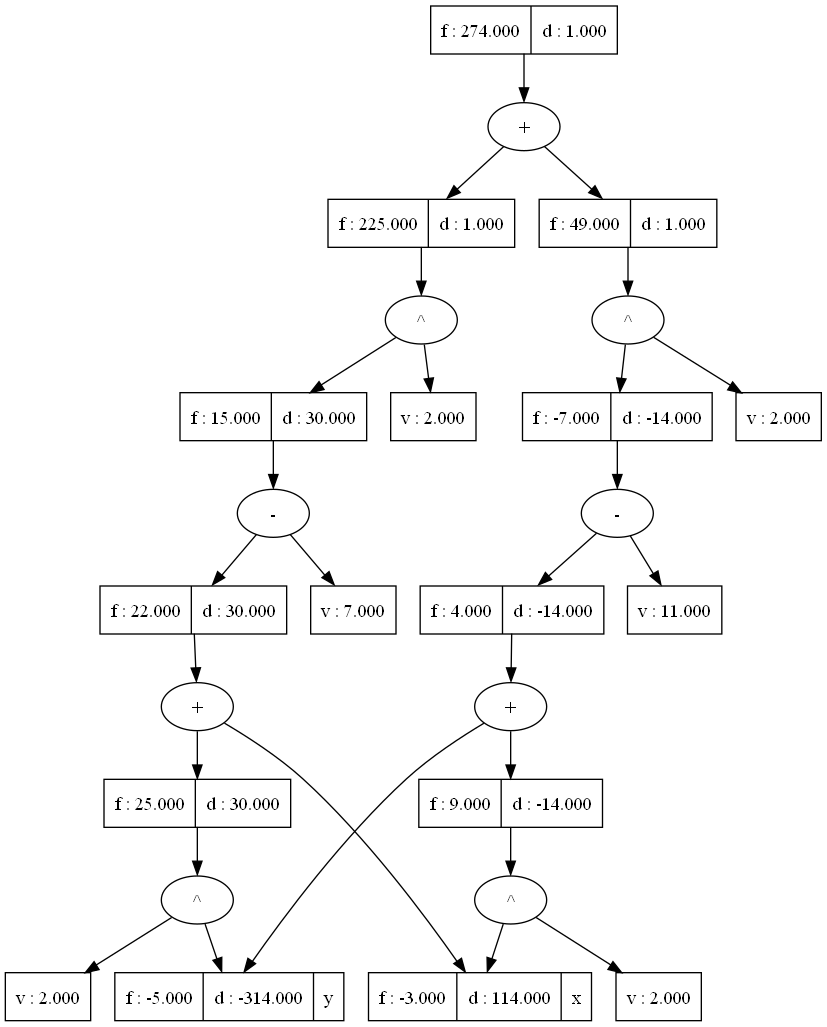 f : 274.000 d : 1.000
+
f : 225.000 d : 1.000 f : 49.000 d : 1.000
^ ^
f : 15.000 d : 30.000 v : 2.000 f : -7.000 d : -14.000 v : 2.000
- -
f : 22.000 d : 30.000 v : 7.000 f : 4.000 d : -14.000 v : 11.000
+ +
f : 25.000 d : 30.000 f : 9.000 d : -14.000
^ ^
v : 2.000 f : -5.000 d : -314.000 y f : -3.000 d : 114.000 x v : 2.000